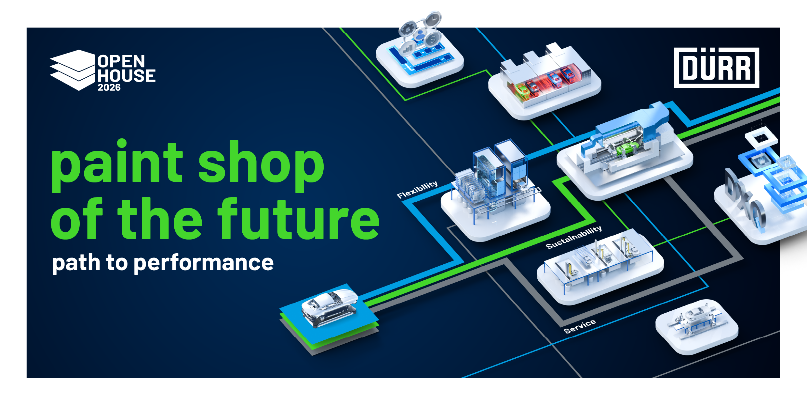 OPEN
HOUSE
2026
DÜRR
paint shop
of the future
path to performance
Flexibility
Sustainability
Service